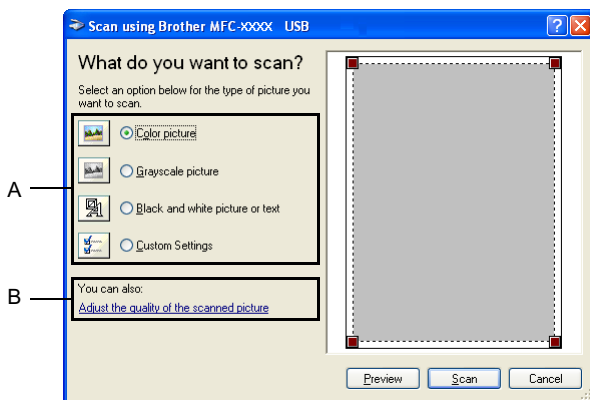 Scan using Brother MFC-XXXX USB
What do you want to scan?
Select an option below for the type of picture you
want to scan.
A
Color picture
Grayscale picture
Black and white picture or text
Custom Settings
B
You can also:
Adjust the quality of the scanned picture
Preview
Scan
Cancel